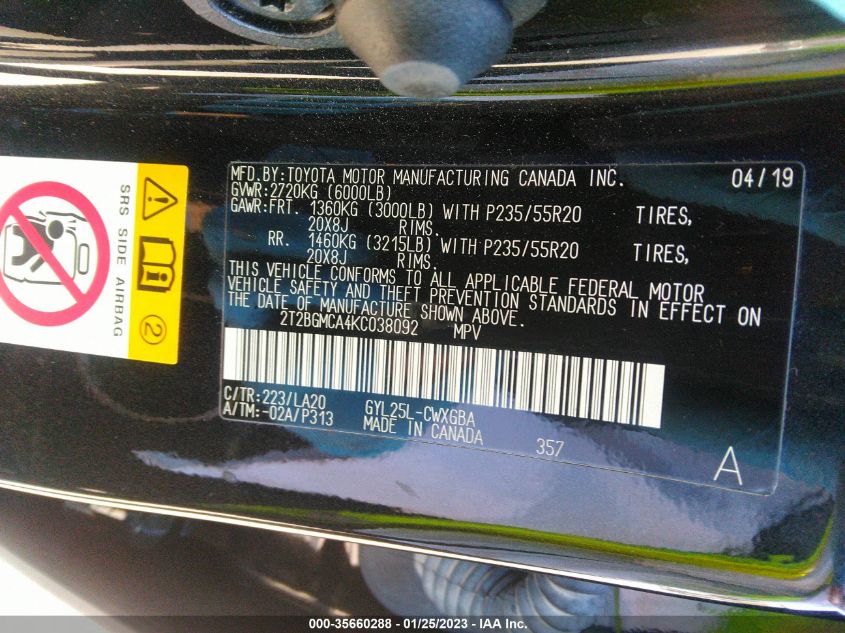 SRS SIDE AIRBAG
2
MFD.BY:TOYOTA MOTOR MANUFACTURING CANADA INC. 04/19
GVWR:2720KG (6000LB)
GAWR:FRT. 1360KG (3000LB) WITH P235/55R20 TIRES,
20X8J RIMS.
RR. 1460KG (3215LB) WITH P235/55R20 TIRES,
20X8J RIMS.
THIS VEHICLE CONFORMS TO ALL APPLICABLE FEDERAL MOTOR
VEHICLE SAFETY AND THEFT PREVENTION STANDARDS IN EFFECT ON
THE DATE OF MANUFACTURE SHOWN ABOVE.
2T2BGMCA4KC038092 MPV
C/TR:223/LA20 GYL25L-CWXGBA
A/TM:-02A/P313 MADE IN CANADA 357
A
000-35660288 - 01/25/2023 - IAA Inc.